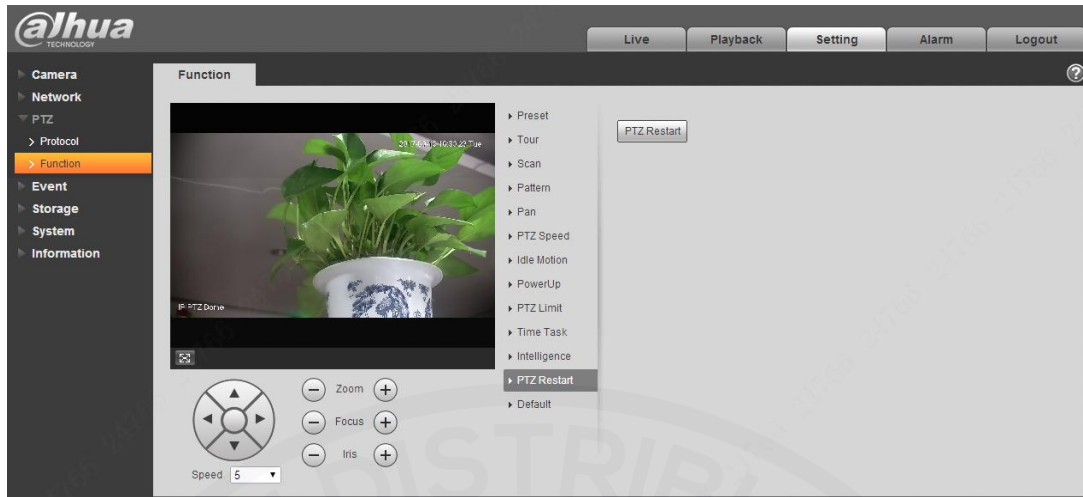 alhua
TECHNOLOGY
Live
Playback
Setting
Alarm
Logout
Camera
Network
PTZ
Protocol
Function
Event
Storage
System
Information
Function
?
IP PTZ Dome
Preset
Tour
Scan
Pattern
Pan
PTZ Speed
Idle Motion
PowerUp
PTZ Limit
Time Task
Intelligence
PTZ Restart
Default
PTZ Restart
Zoom
Focus
Iris
Speed 5
DISTRIB